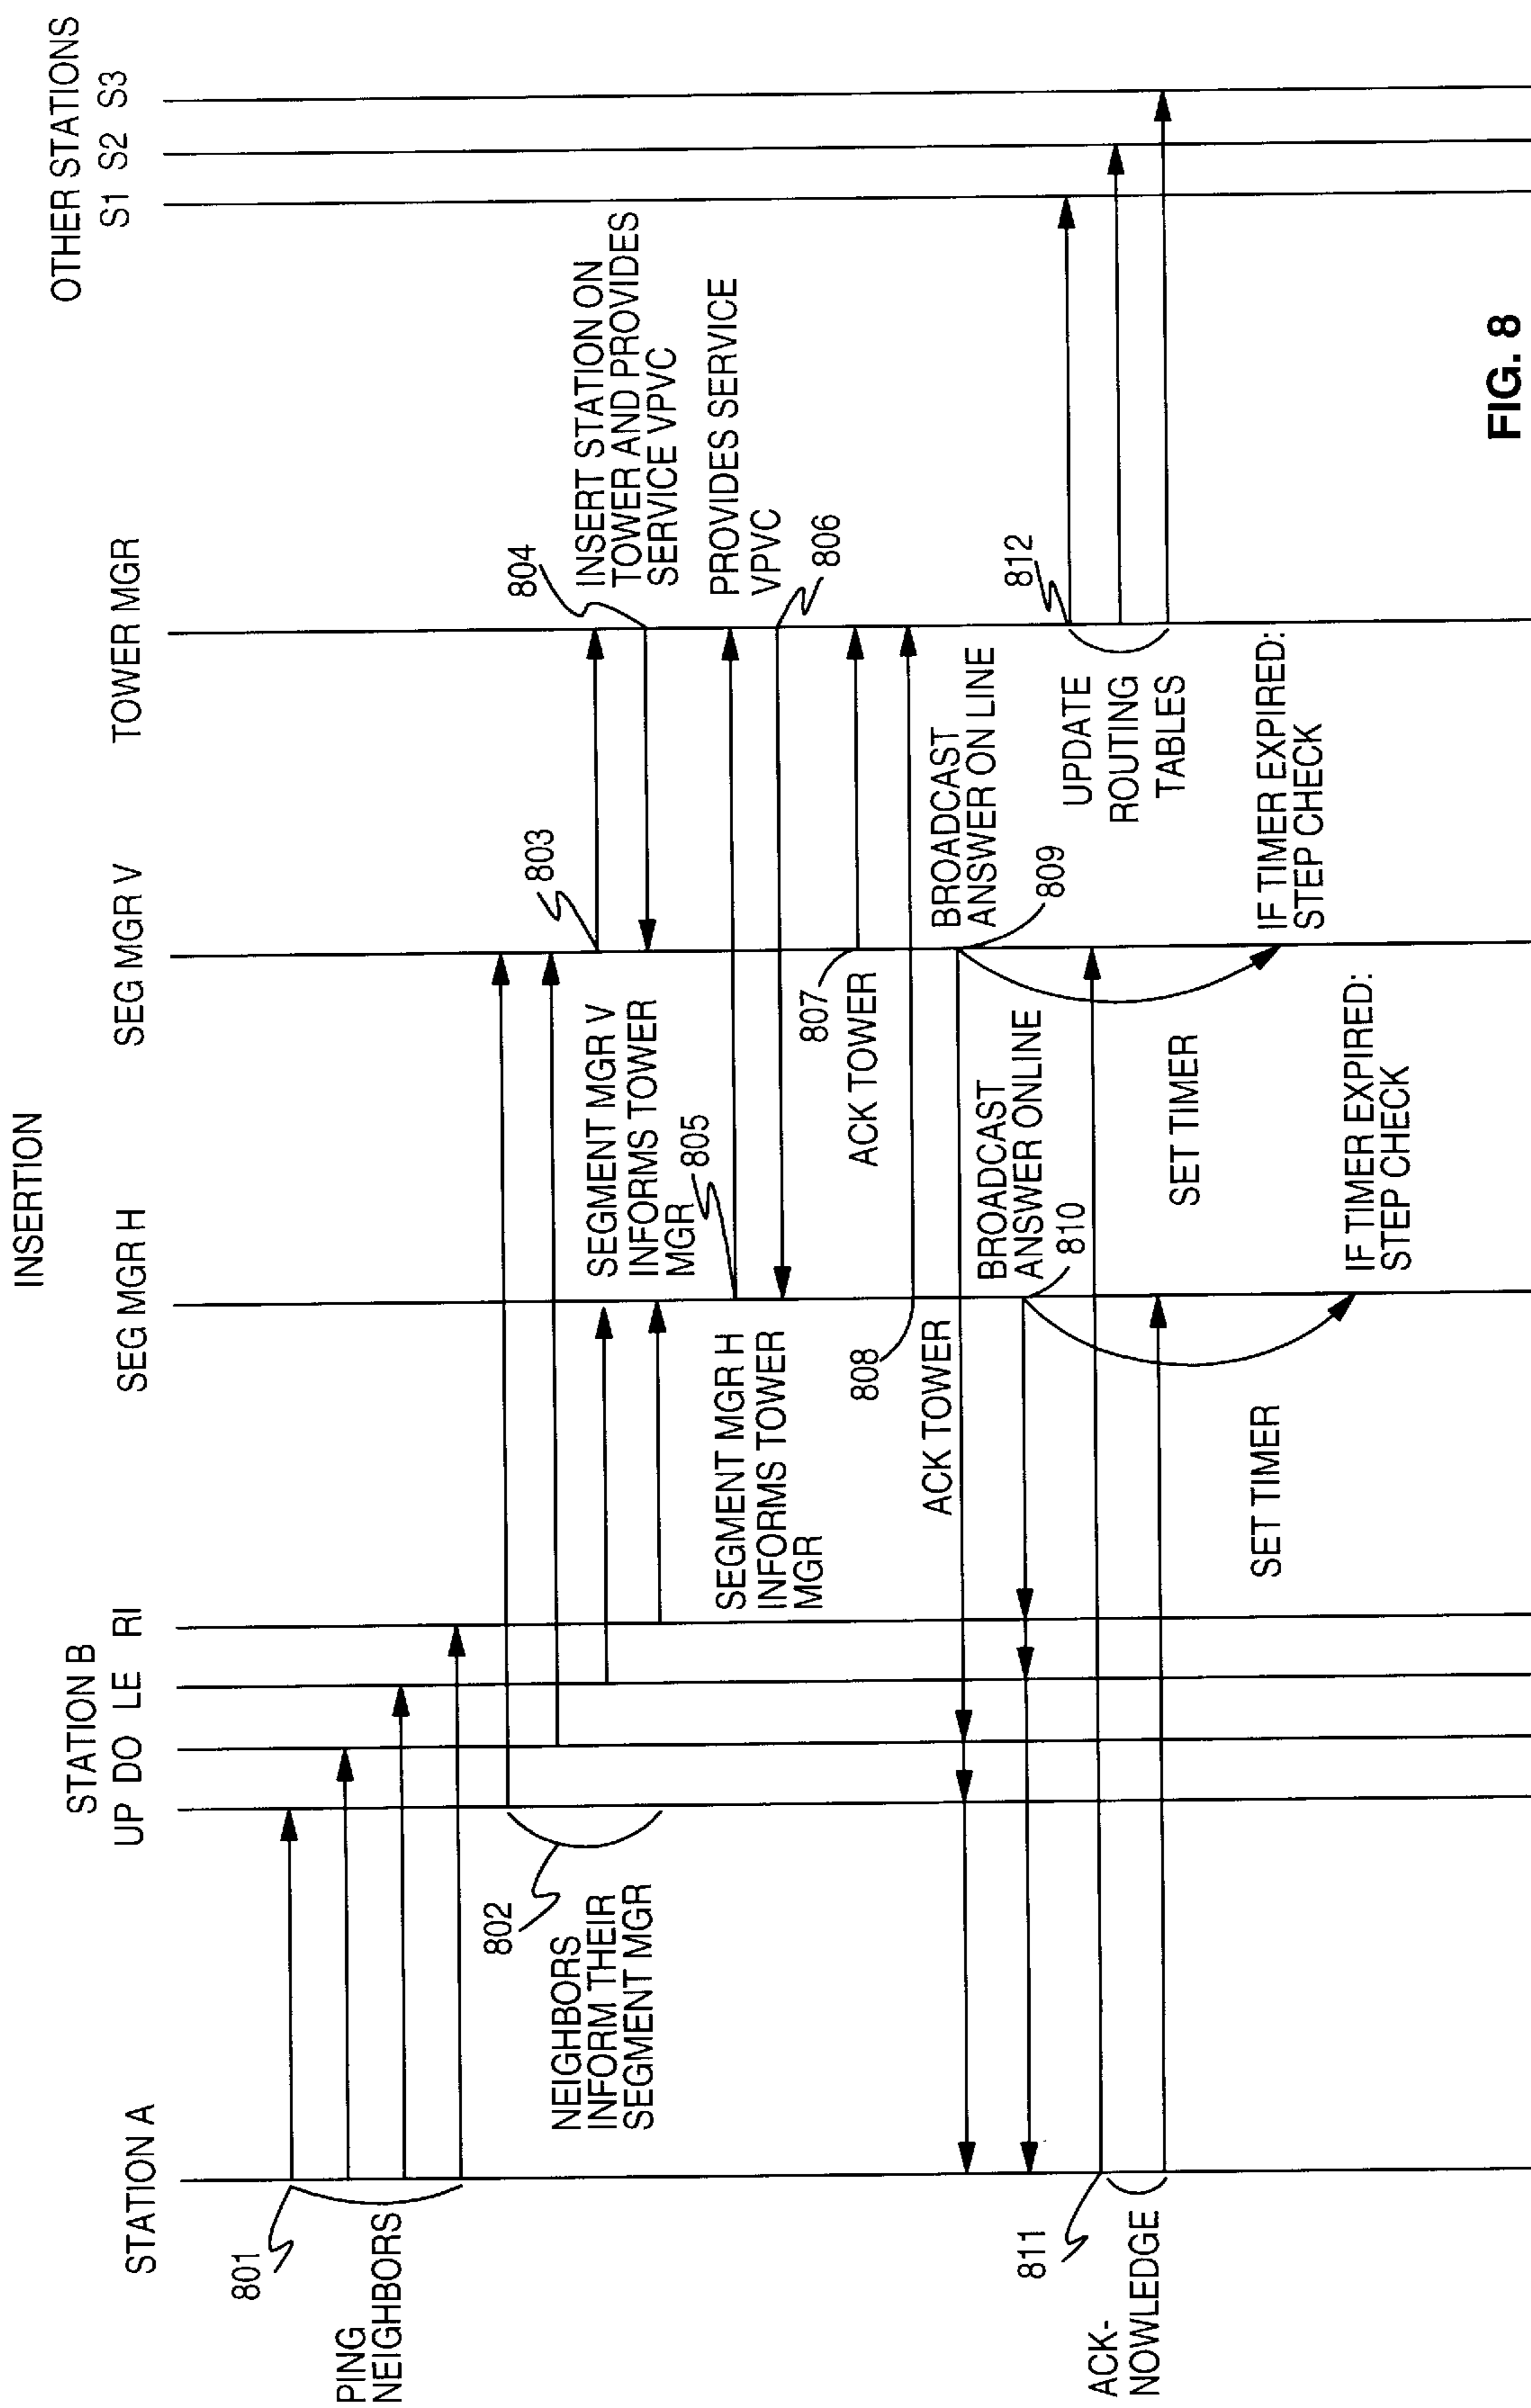 INSERTION
STATION A
STATION B
UP DO LE RI
SEG MGR H
SEG MGR V
TOWER MGR
OTHER STATIONS
S1 S2 S3
801
PING
NEIGHBORS
802
NEIGHBORS
INFORM THEIR
SEGMENT MGR
803
SEGMENT MGR V
INFORMS TOWER
MGR
804
INSERT STATION ON
TOWER AND PROVIDES
SERVICE VPVC
805
SEGMENT MGR H
INFORMS TOWER
MGR
PROVIDES SERVICE
VPVC
806
807
ACK TOWER
808
ACK TOWER
BROADCAST
ANSWER ON LINE
809
BROADCAST
ANSWER ONLINE
810
811
ACK-
NOWLEDGE
812
UPDATE
ROUTING
TABLES
SET TIMER
IF TIMER EXPIRED:
STEP CHECK
SET TIMER
IF TIMER EXPIRED:
STEP CHECK
FIG. 8